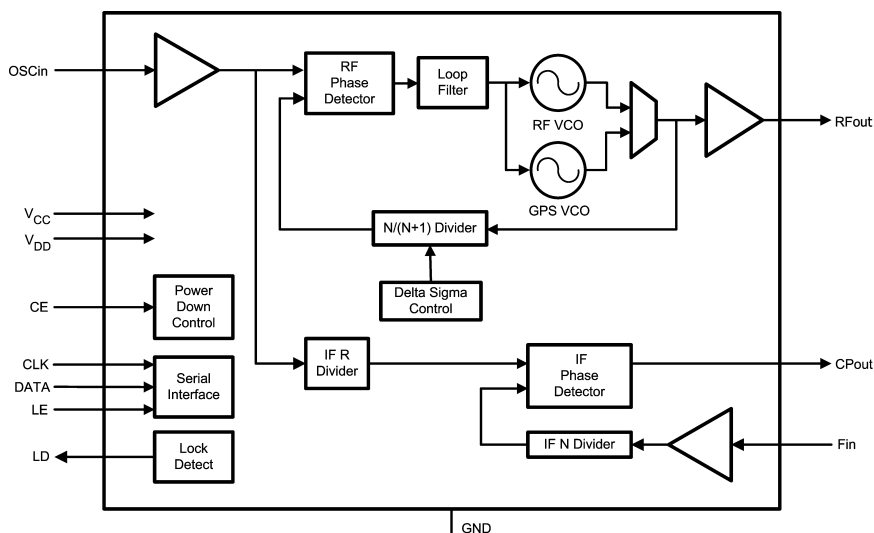 OSCin
RF
Phase
Detector
Loop
Filter
RF VCO
GPS VCO
RFout
VCC
VDD
N/(N+1) Divider
Delta Sigma
Control
CE
Power
Down
Control
CLK
DATA
LE
Serial
Interface
IF R
Divider
IF
Phase
Detector
CPout
LD
Lock
Detect
IF N Divider
Fin
GND